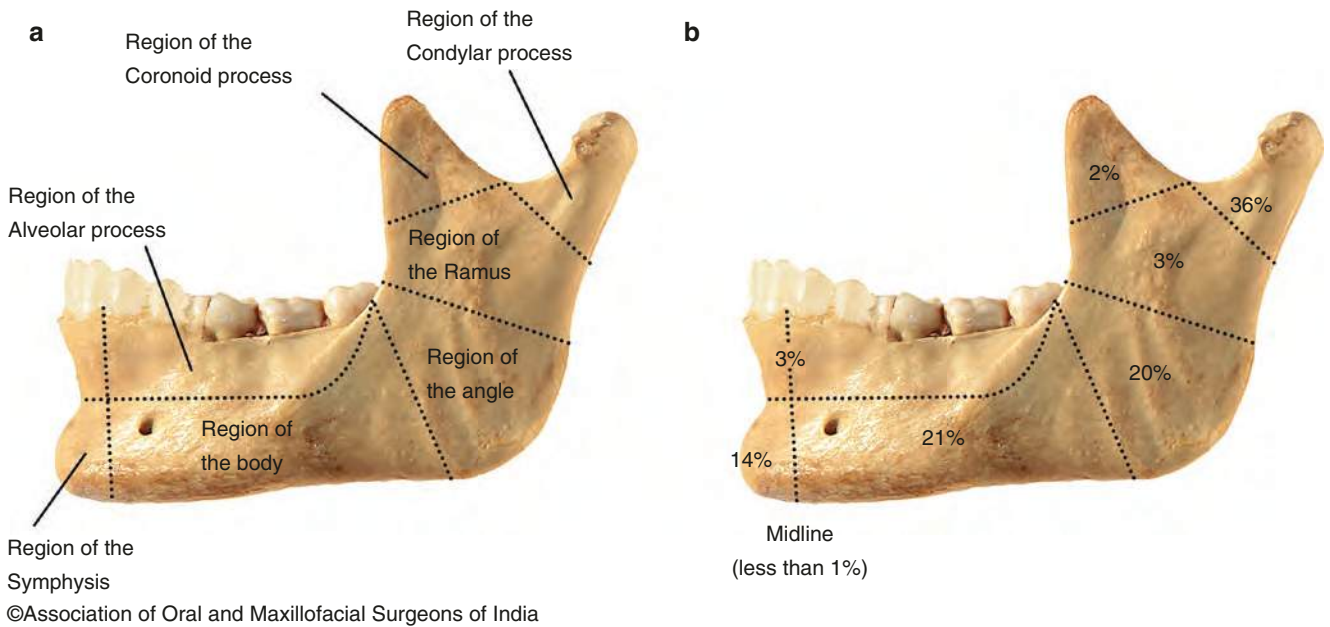 a
Region of the
Coronoid process
Region of the
Condylar process
Region of the
Alveolar process
Region of
the Ramus
Region of
the angle
Region of
the body
Region of the
Symphysis
©Association of Oral and Maxillofacial Surgeons of India
b
2%
36%
3%
3%
20%
21%
14%
Midline
(less than 1%)